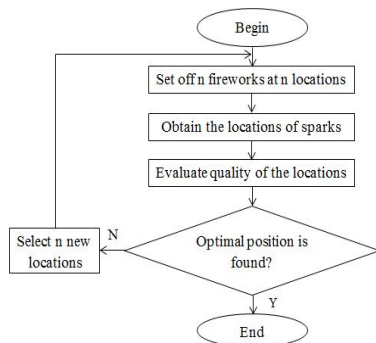 Begin
Set off n fireworks at n locations
Obtain the locations of sparks
Evaluate quality of the locations
Optimal position is
found?
N
Select n new
locations
Y
End